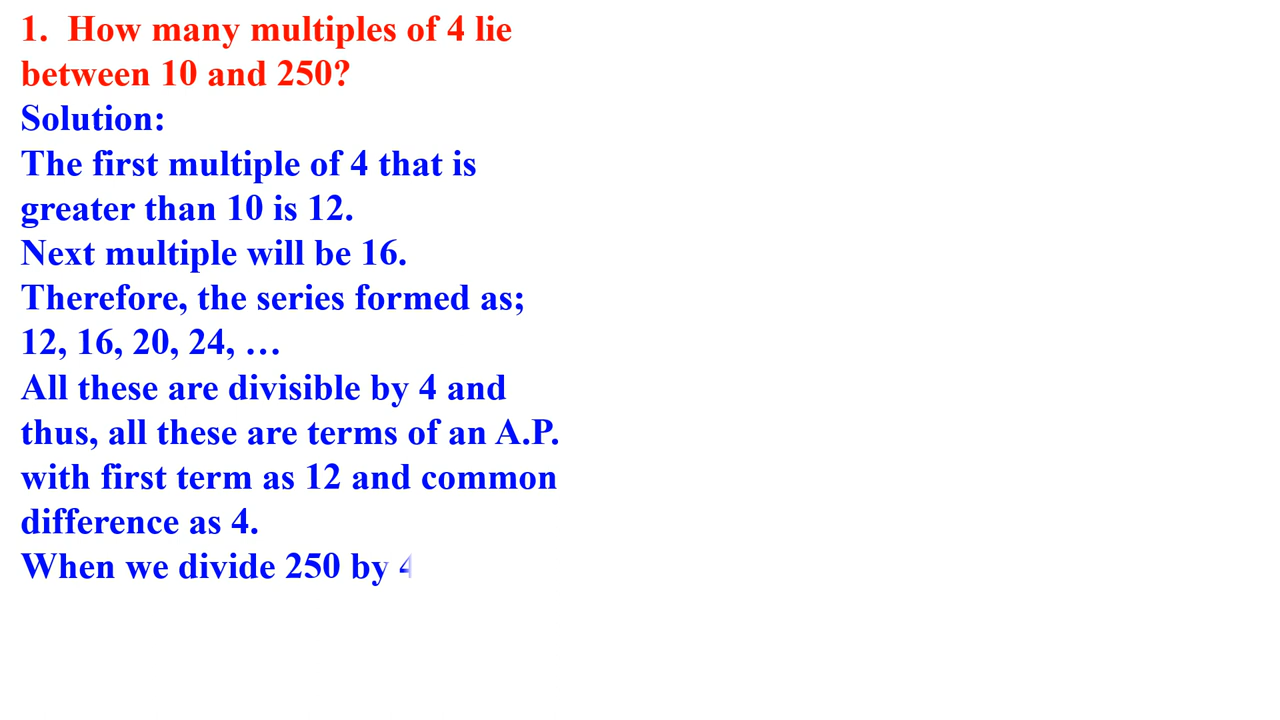 1.  How many multiples of 4 lie
between 10 and 250?
Solution:
The first multiple of 4 that is
greater than 10 is 12.
Next multiple will be 16.
Therefore, the series formed as;
12, 16, 20, 24, …
All these are divisible by 4 and
thus, all these are terms of an A.P.
with first term as 12 and common
difference as 4.
When we divide 250 by 4